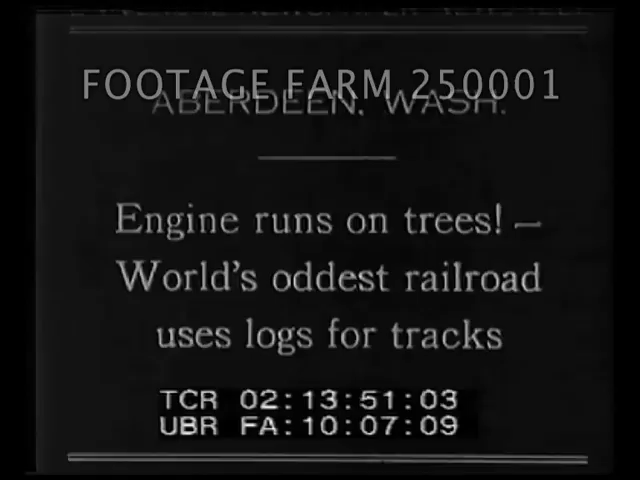 FOOTAGE FARM 250001
ABERDEEN, WASH.
Engine runs on trees! —
World's oddest railroad
uses logs for tracks
TCR 02:13:51:03
UBR FA:10:07:09